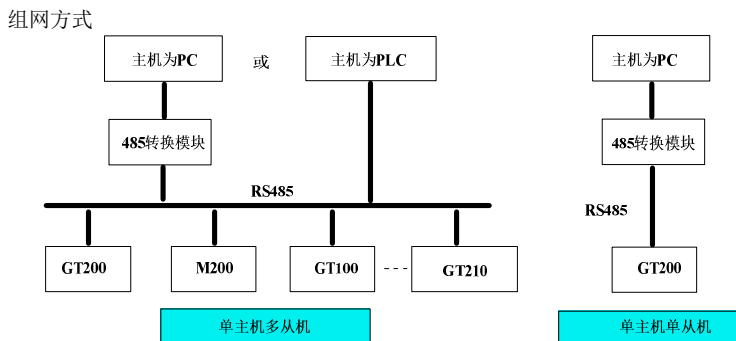 组网方式
主机为PC
或
主机为PLC
主机为PC
485转换模块
485转换模块
RS485
RS485
GT200
M200
GT100
---
GT210
GT200
单主机多从机
单主机单从机